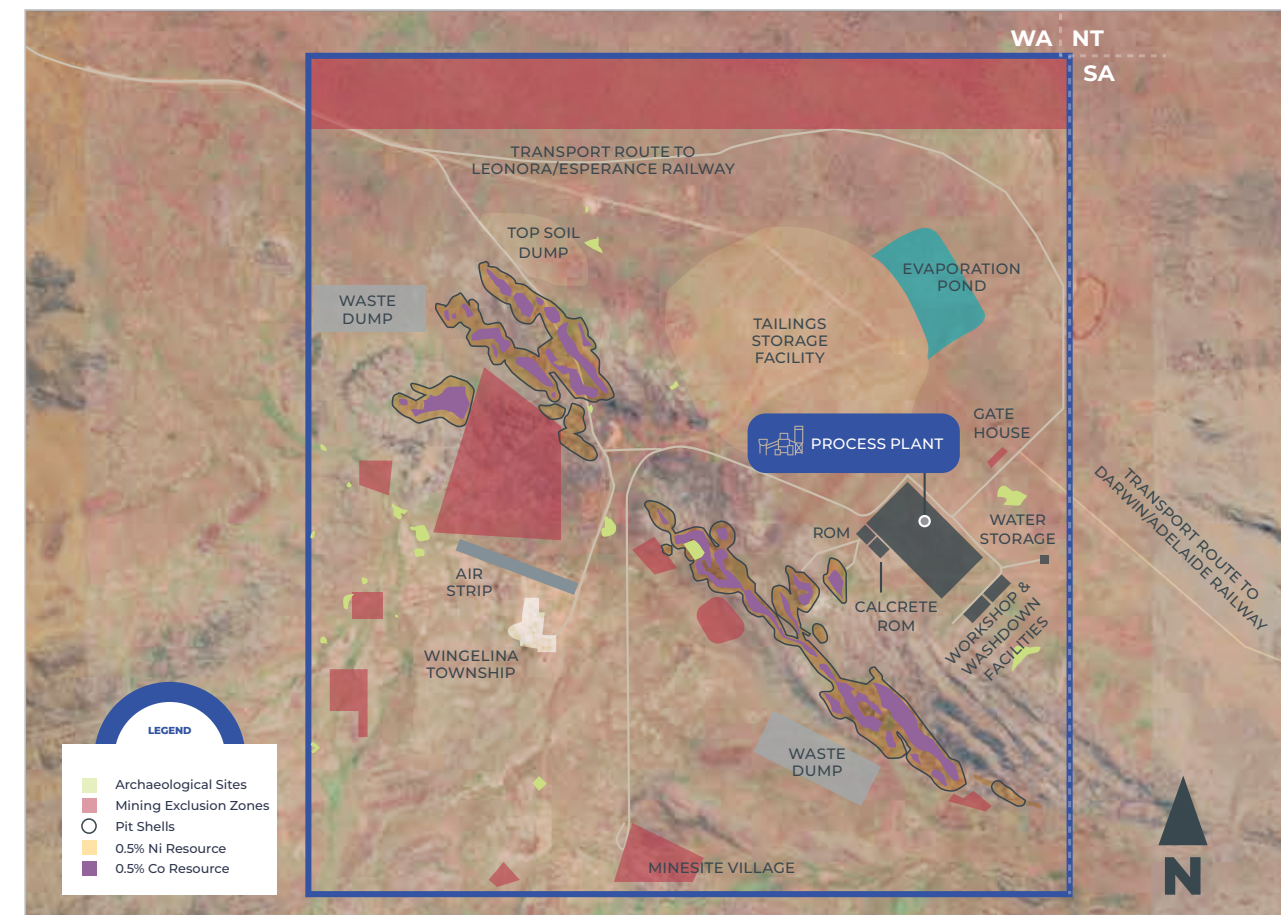 WA NT
SA
TRANSPORT ROUTE TO
LEONORA/ESPERANCE RAILWAY
TOP SOIL
DUMP
EVAPORATION
POND
WASTE
DUMP
TAILINGS
STORAGE
FACILITY
GATE
HOUSE
PROCESS PLANT
TRANSPORT ROUTE TO
DARWIN/ADELAIDE RAILWAY
WATER
STORAGE
ROM
AIR
STRIP
CALCRETE
ROM
WORKSHOP &
WASHDOWN
FACILITIES
WINGELINA
TOWNSHIP
WASTE
DUMP
MINESITE VILLAGE
LEGEND
Archaeological Sites
Mining Exclusion Zones
Pit Shells
0.5% Ni Resource
0.5% Co Resource
N